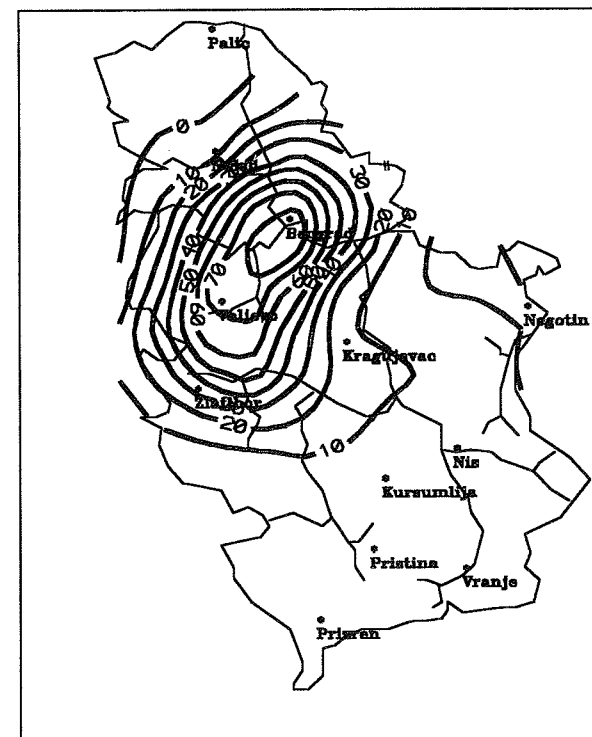 Palic
0
10
20
30
20
10
Beograd
40
50
70
60
Valjevo
Negotin
Kragujevac
Zlatibor
20
10
Nis
Kursumlija
Pristina
Vranje
Prizren